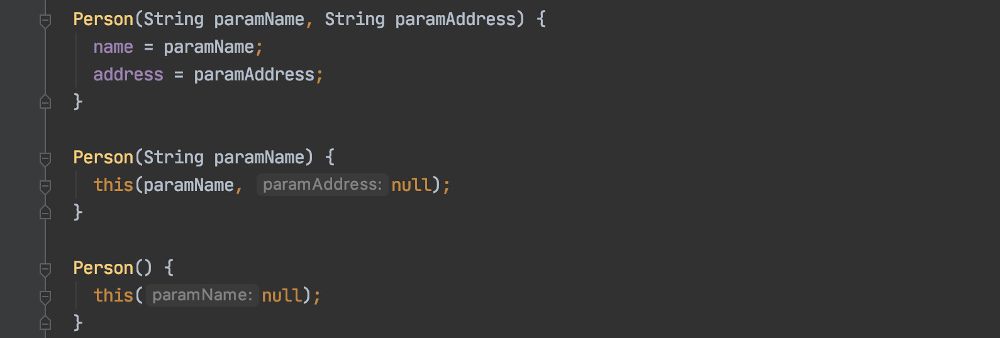 Person(String paramName, String paramAddress) {
name = paramName;
address = paramAddress;
}
Person(String paramName) {
this(paramName, paramAddress: null);
}
Person() {
this( paramName: null);
}